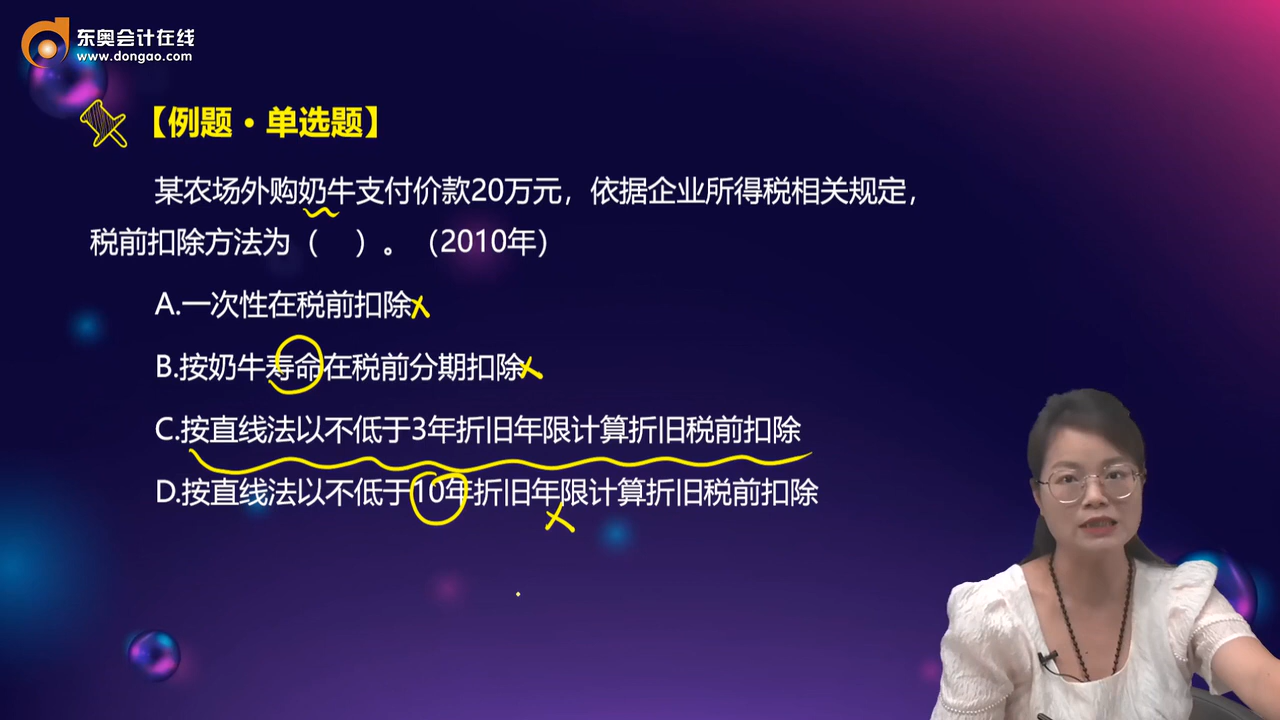 东奥会计在线
www.dongao.com
【例题·单选题】
某农场外购奶牛支付价款20万元，依据企业所得税相关规定，
税前扣除方法为（ ）。（2010年）
A.一次性在税前扣除
B.按奶牛寿命在税前分期扣除
C.按直线法以不低于3年折旧年限计算折旧税前扣除
D.按直线法以不低于10年折旧年限计算折旧税前扣除